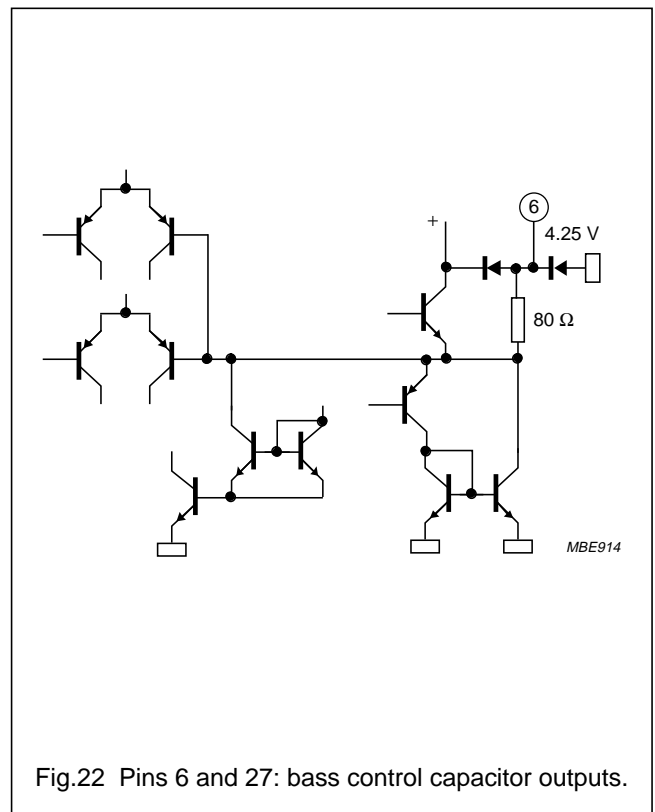 6
+
4.25 V
80 Ω
MBE914
Fig.22 Pins 6 and 27: bass control capacitor outputs.